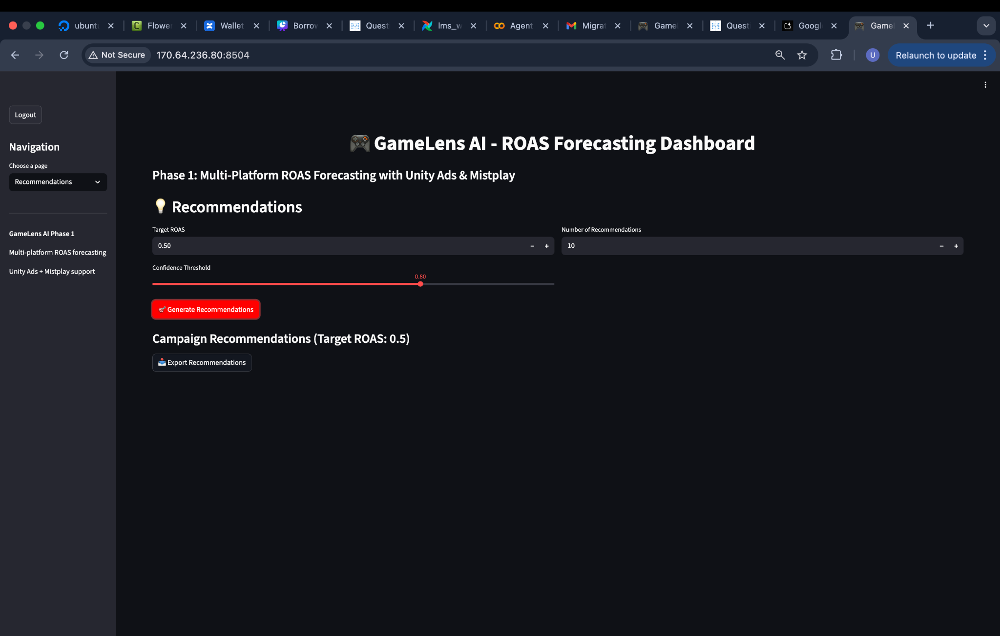 ubuntu
Flower
Wallet
Borrow
Questi
lms_w
Agent
Migrat
GameL
Questi
Googl
GameL
Not Secure
170.64.236.80:8504
U
Relaunch to update
Logout
Navigation
Choose a page
Recommendations
GameLens AI Phase 1
Multi-platform ROAS forecasting
Unity Ads + Mistplay support
GameLens AI - ROAS Forecasting Dashboard
Phase 1: Multi-Platform ROAS Forecasting with Unity Ads & Mistplay
Recommendations
Target ROAS
0.50
Number of Recommendations
10
Confidence Threshold
0.80
Generate Recommendations
Campaign Recommendations (Target ROAS: 0.5)
Export Recommendations